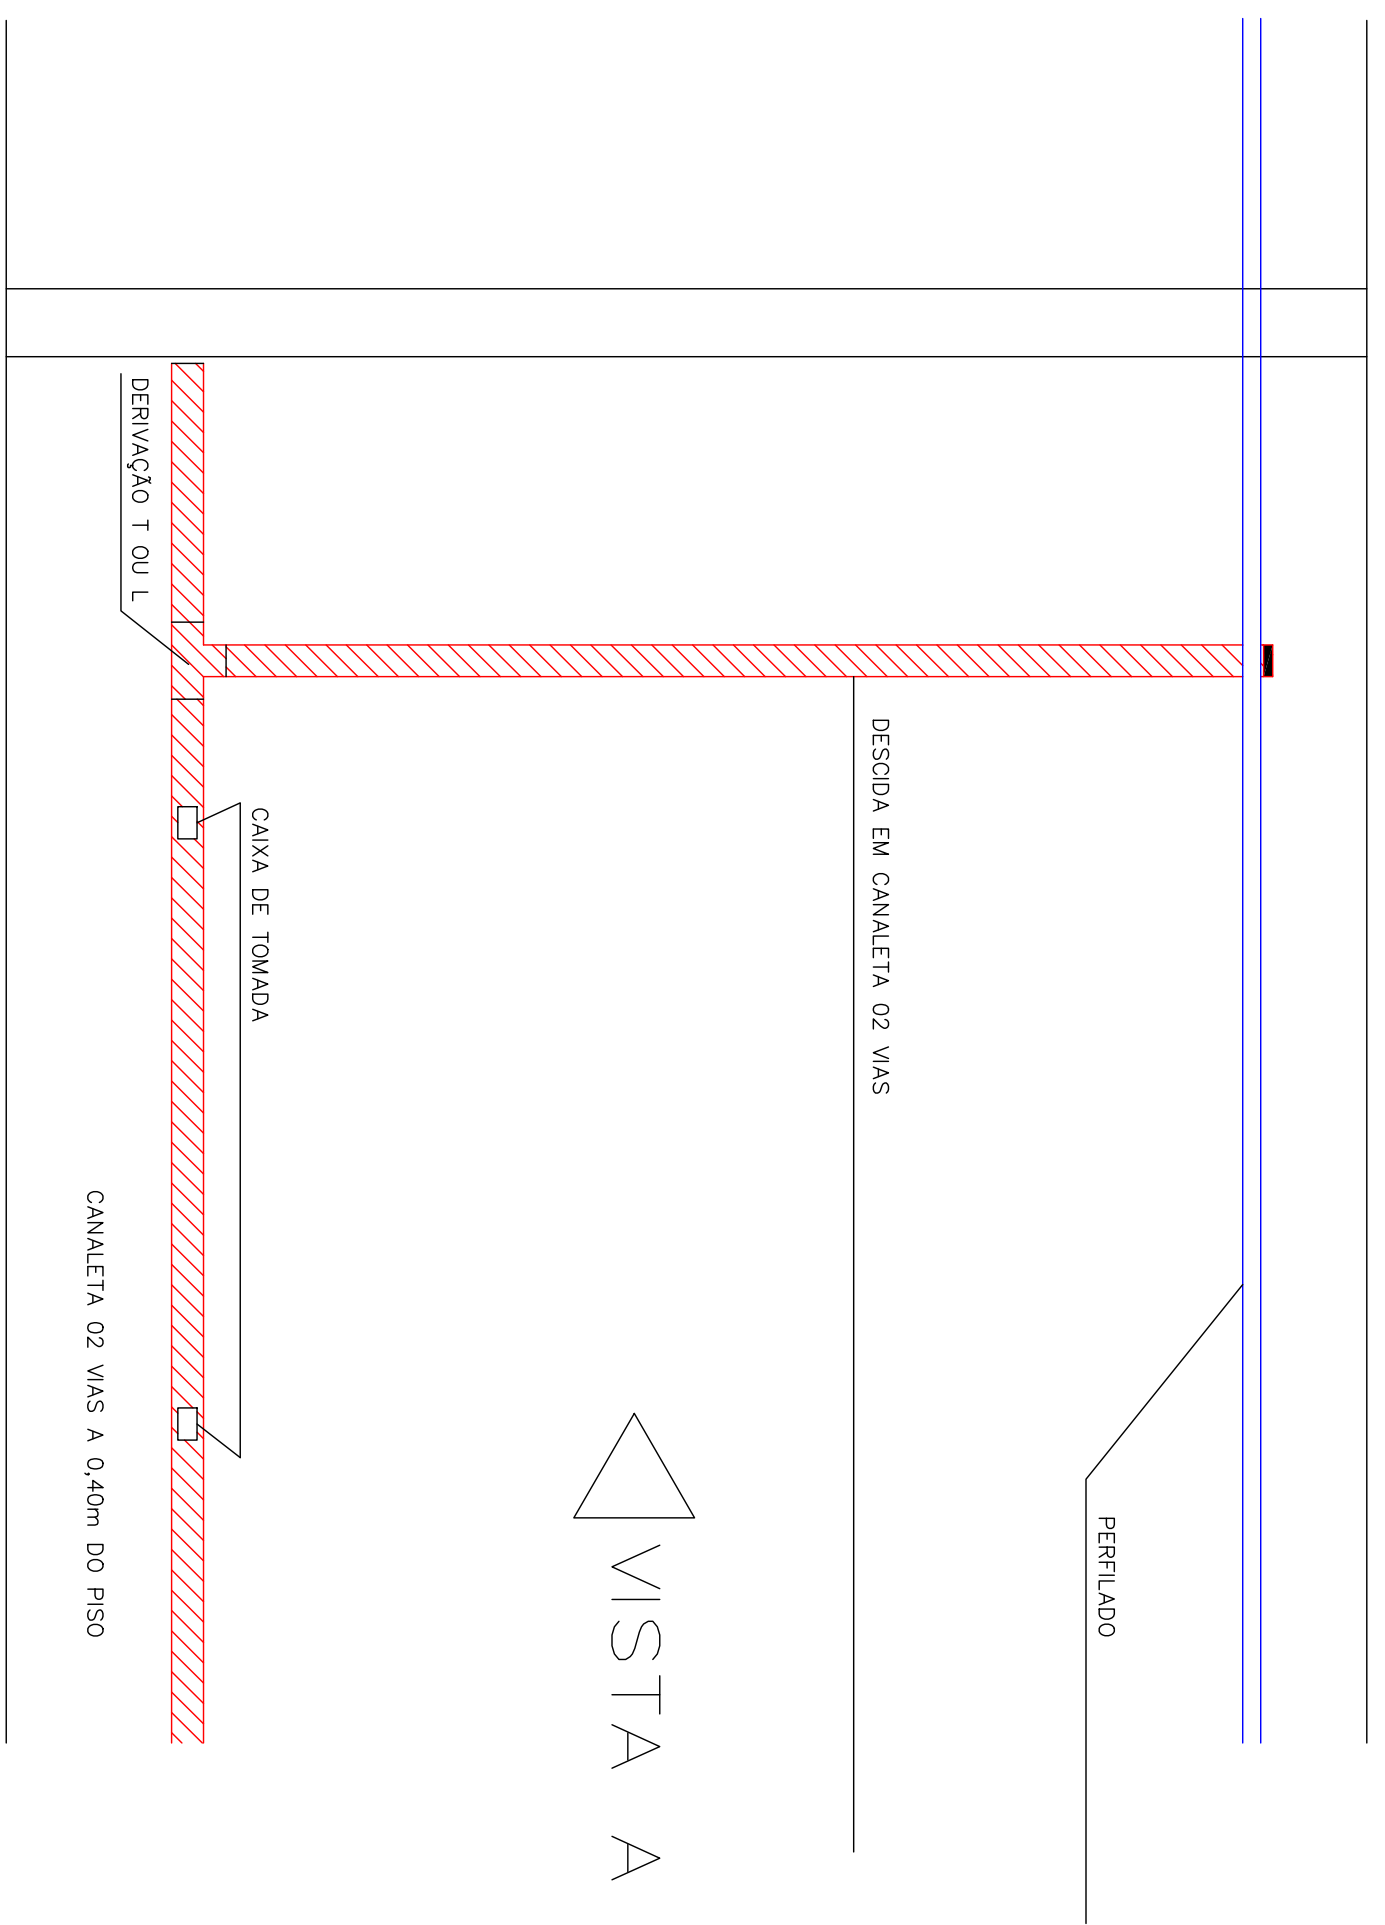 PERFILADO
DESCIDA EM CANALETA 02 VIAS
VISTA A
CAIXA DE TOMADA
DERIVAÇÃO T OU L
CANALETA 02 VIAS A 0,40m DO PISO